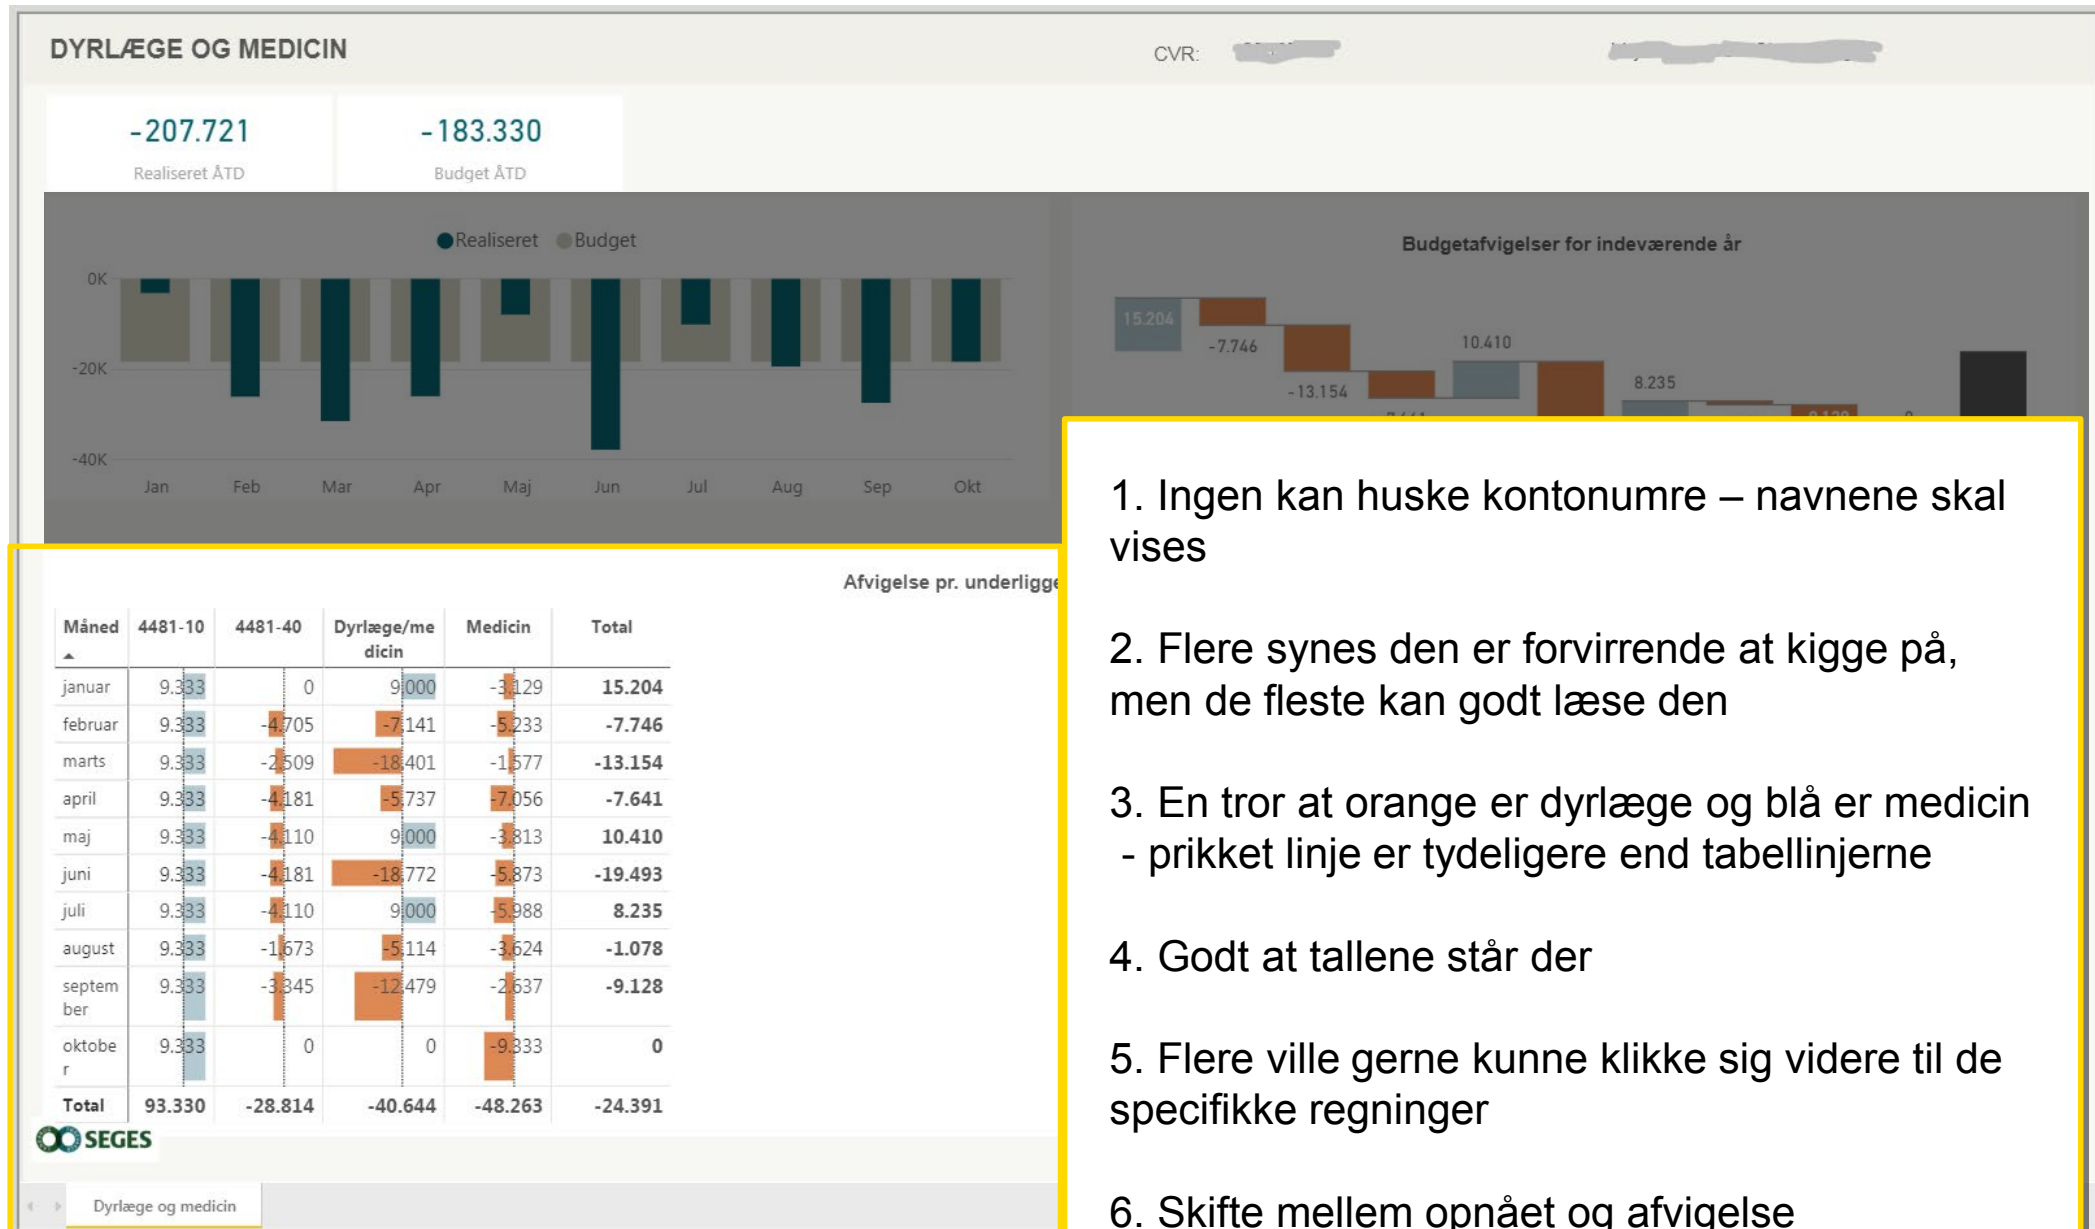 DYRLÆGE OG MEDICIN
CVR:
-207.721
Realiseret ÅTD
-183.330
Budget ÅTD
Realiseret Budget
0K
-20K
-40K
Jan Feb Mar Apr Maj Jun Jul Aug Sep Okt
Budgetafvigelser for indeværende år
15.204
-7.746
-13.154
10.410
8.235
Afvigelse pr. underligge
Måned 4481-10 4481-40 Dyrlæge/me Medicin Total
dicin
januar 9.333 0 9.000 -3.129 15.204
februar 9.333 -4.705 -7.141 -5.233 -7.746
marts 9.333 -2.509 -18.401 -1.577 -13.154
april 9.333 -4.181 -5.737 -7.056 -7.641
maj 9.333 -4.110 9.000 -3.813 10.410
juni 9.333 -4.181 -18.772 -5.873 -19.493
juli 9.333 -4.110 9.000 -5.988 8.235
august 9.333 -1.673 -5.114 -3.624 -1.078
septem 9.333 -3.345 -12.479 -2.637 -9.128
ber
oktobe 9.333 0 0 -9.333 0
r
Total 93.330 -28.814 -40.644 -48.263 -24.391
SEGES
Dyrlæge og medicin
1. Ingen kan huske kontonumre – navnene skal
vises
2. Flere synes den er forvirrende at kigge på,
men de fleste kan godt læse den
3. En tror at orange er dyrlæge og blå er medicin
- prikket linje er tydeligere end tabellinjerne
4. Godt at tallene står der
5. Flere ville gerne kunne klikke sig videre til de
specifikke regninger
6. Skifte mellem opnået og afvigelse